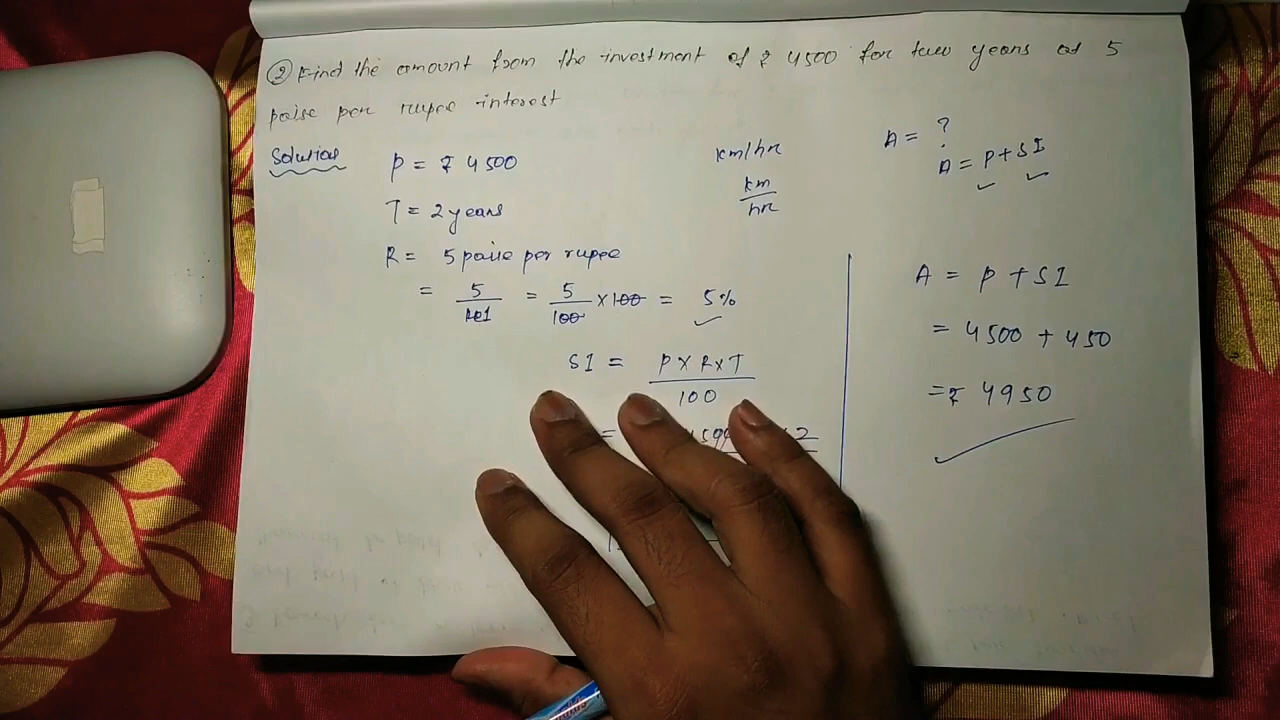 ② Find the amount from the investment of ₹ 4500 for two years at 5
paise per rupee interest
Solution
P = ₹ 4500
T = 2 years
R = 5 paise per rupee
= 5/100 = 5/100 × 100 = 5%
SI = P × R × T / 100
=
2
km/hr
km
hr
A = ?
A = P + SI
A = P + SI
= 4500 + 450
= ₹ 4950